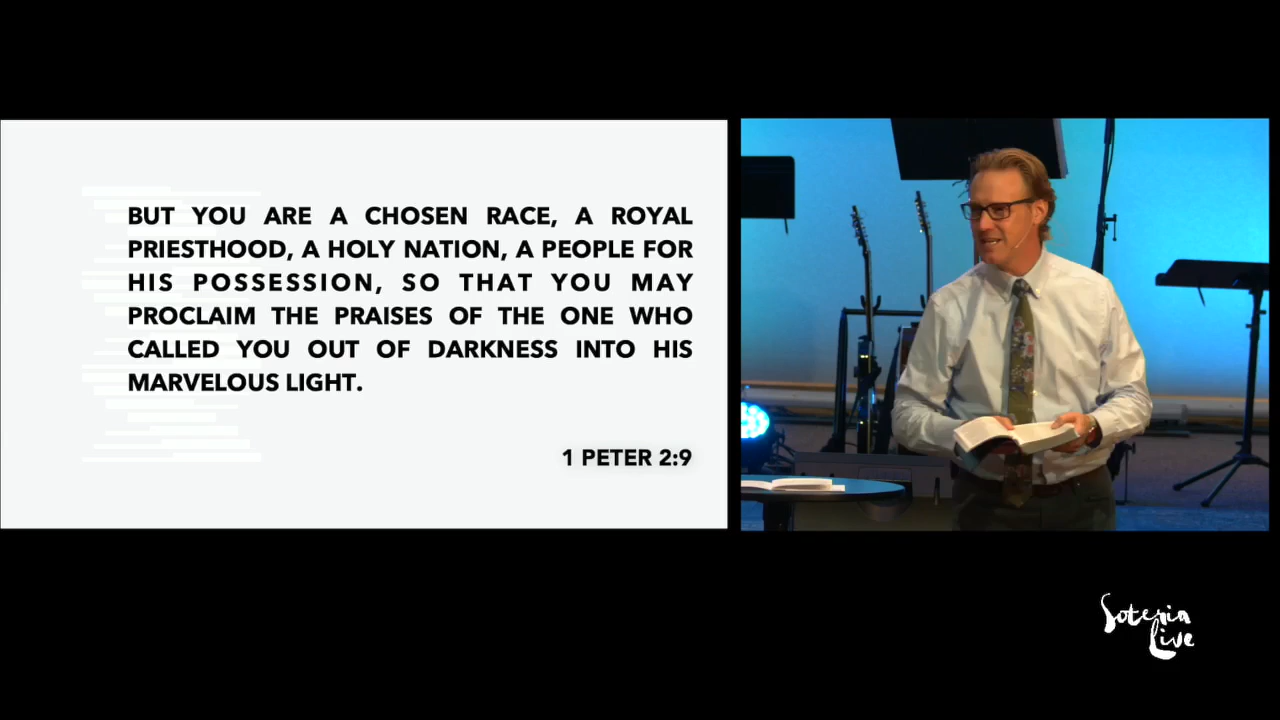 BUT YOU ARE A CHOSEN RACE, A ROYAL
PRIESTHOOD, A HOLY NATION, A PEOPLE FOR
HIS POSSESSION, SO THAT YOU MAY
PROCLAIM THE PRAISES OF THE ONE WHO
CALLED YOU OUT OF DARKNESS INTO HIS
MARVELOUS LIGHT.
1 PETER 2:9
Soteria
Live